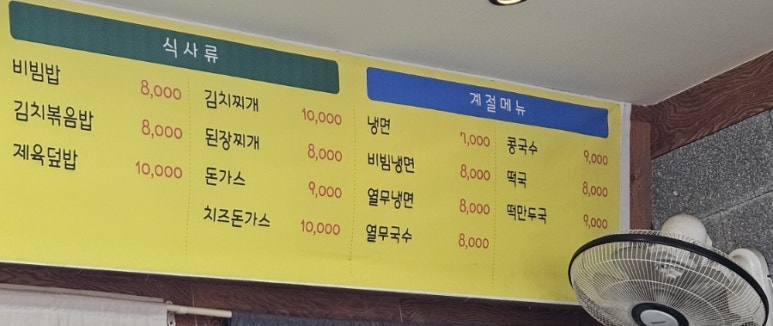 식사류
비빔밥 8,000
김치볶음밥 8,000
제육덮밥 10,000
김치찌개 10,000
된장찌개 8,000
돈가스 9,000
치즈돈가스 10,000
계절메뉴
냉면 7,000
비빔냉면 8,000
열무냉면 8,000
열무국수 8,000
콩국수 9,000
떡국 8,000
떡만두국 9,000